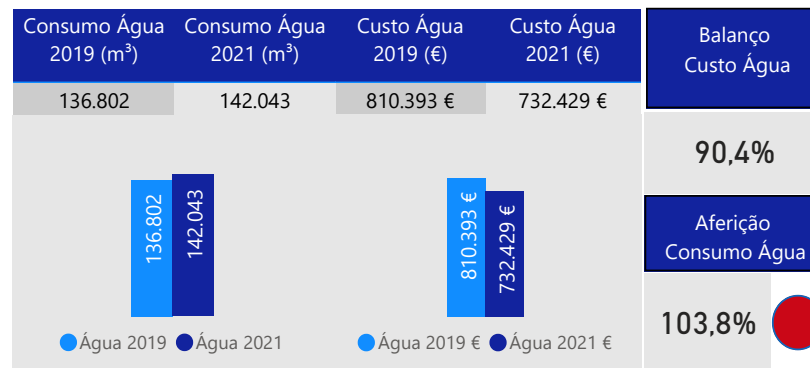 Consumo Água 2019 (m³)
Consumo Água 2021 (m³)
Custo Água 2019 (€)
Custo Água 2021 (€)
136.802
142.043
810.393 €
732.429 €
136.802
142.043
810.393 €
732.429 €
Água 2019
Água 2021
Água 2019 €
Água 2021 €
Balanço
Custo Água
90,4%
Aferição
Consumo Água
103,8%